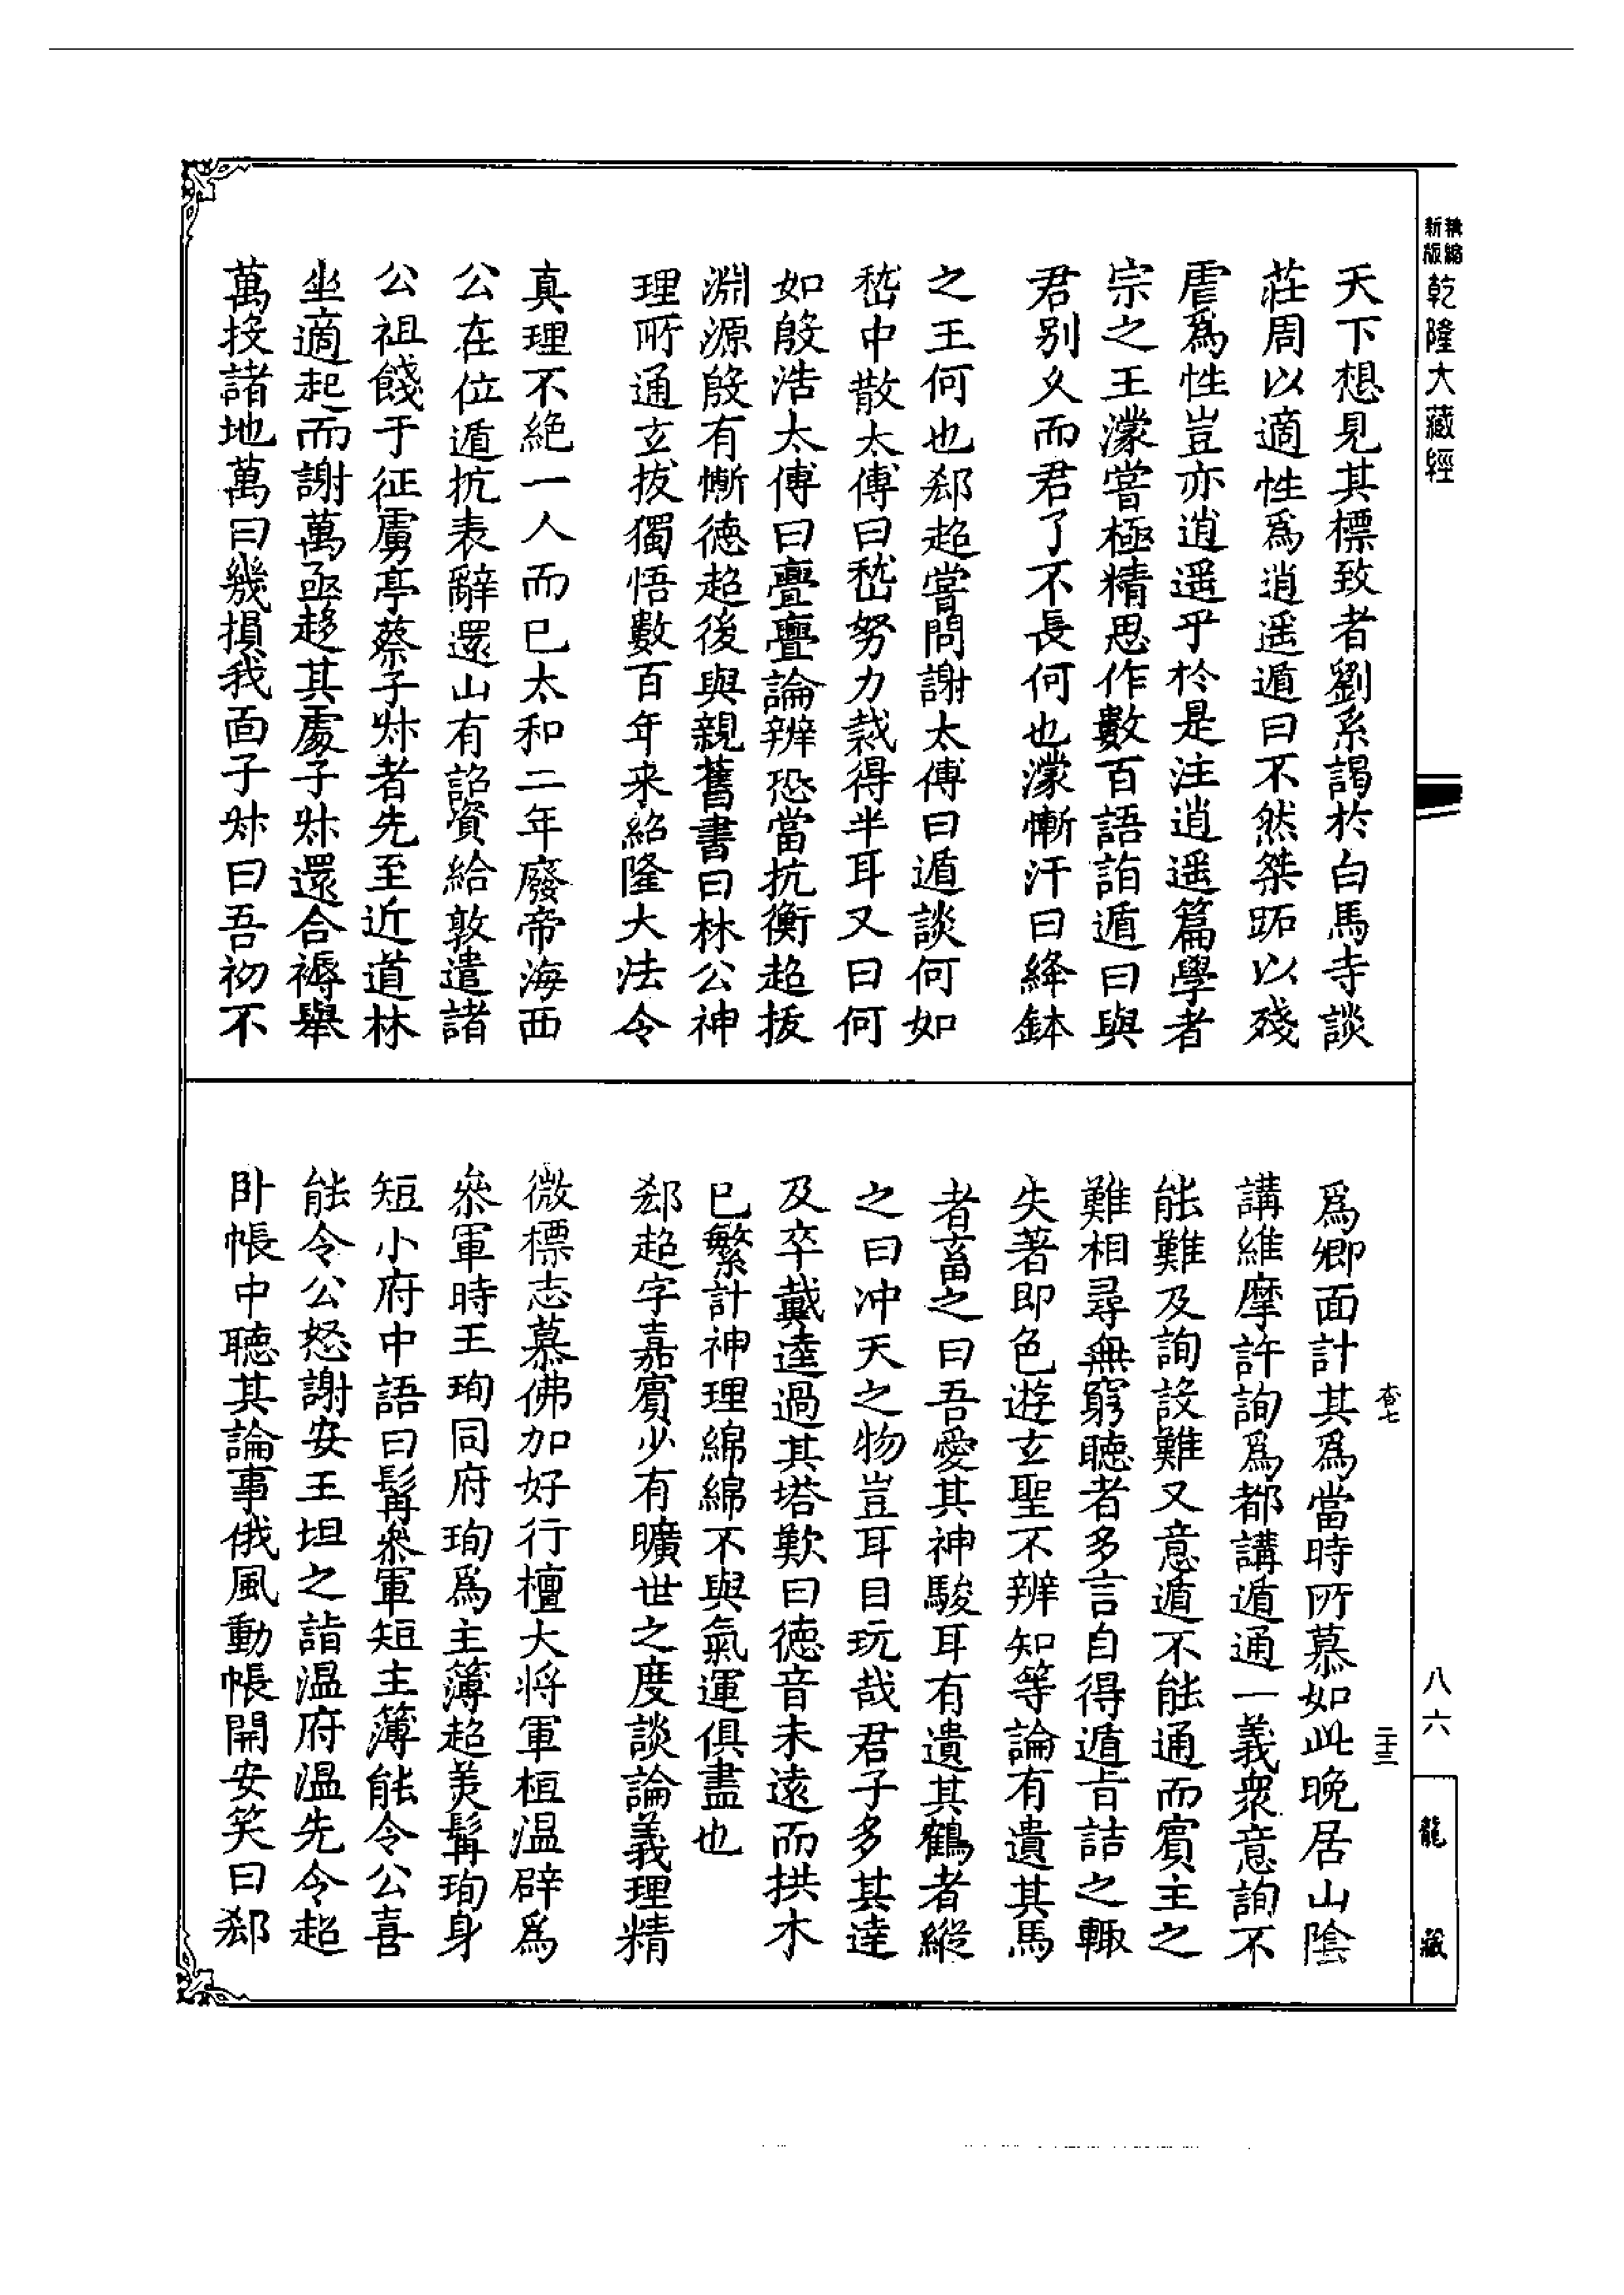 精縮
新版
乾隆大藏經
天下想見其標致者劉系謁於白馬寺談
莊周以適性爲逍遥遁曰不然桀跖以殘
虐爲性豈亦逍遥乎於是注逍遥篇學者
宗之王濛嘗極精思作數百語詣遁曰與
君别久而君了不長何也濛慚汗曰絳鉢
之王何也郄超嘗問謝太傅曰遁談何如
嵇中散太傅曰嵇努力裁得半耳又曰何
如殷浩太傅曰亹亹論辨恐當抗衡超拔
淵源殷有慚德超後與親舊書曰林公神
理所通玄拔獨悟數百年来紹隆大法令
真理不絶一人而已太和二年廢帝海西
公在位遁抗表辭還山有詔資給敦遣諸
公祖餞于征虜亭蔡子叔者先至近道林
坐適起而謝萬亟趍其處子叔還合褥舉
萬投諸地萬曰幾損我面子叔曰吾初不
爲卿面計其爲當時所慕如此晚居山陰
講維摩許詢爲都講遁通一義衆意詢不
能難及詢設難又意遁不能通而賓主之
難相尋無窮聽者多言自得遁旨詰之輒
失著即色遊玄聖不辨知等論有遺其馬
者畜之曰吾愛其神駿耳有遺其鶴者縱
之曰冲天之物豈耳目玩哉君子多其達
及卒戴逵過其塔歎曰德音未遠而拱木
已繁計神理綿綿不與氣運俱盡也
郄超字嘉賓少有曠世之度談論義理精
微標志慕佛加好行檀大将軍桓温辟爲
叅軍時王珣同府珣爲主薄超美髯珣身
短小府中語曰髯叅軍短主簿能令公喜
能令公怒謝安王坦之詣温府温先令超
卧帳中聽其論事俄風動帳開安笑曰郄
杳七
二十三
八六
龍藏